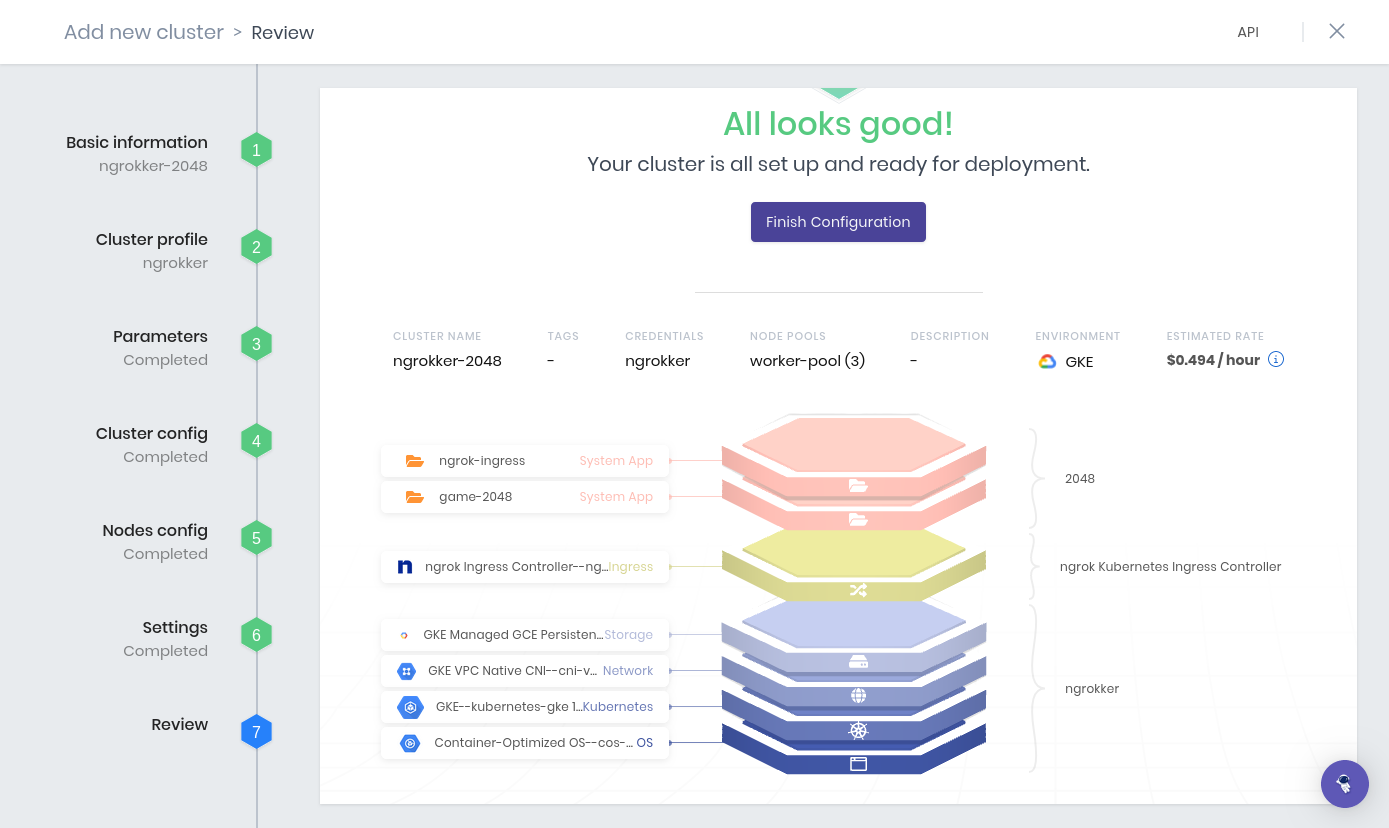 Add new cluster > Review
API
Basic information
ngrokker-2048
1
Cluster profile
ngrokker
2
Parameters
Completed
3
Cluster config
Completed
4
Nodes config
Completed
5
Settings
Completed
6
Review
7
All looks good!
Your cluster is all set up and ready for deployment.
Finish Configuration
CLUSTER NAME
ngrokker-2048
TAGS
-
CREDENTIALS
ngrokker
NODE POOLS
worker-pool (3)
DESCRIPTION
-
ENVIRONMENT
GKE
ESTIMATED RATE
$0.494 / hour
ngrok-ingress System App
game-2048 System App
2048
n ngrok Ingress Controller--ng... Ingress
ngrok Kubernetes Ingress Controller
GKE Managed GCE Persisten... Storage
GKE VPC Native CNI--cni-v... Network
GKE--kubernetes-gke 1... Kubernetes
Container-Optimized OS--cos-... OS
ngrokker